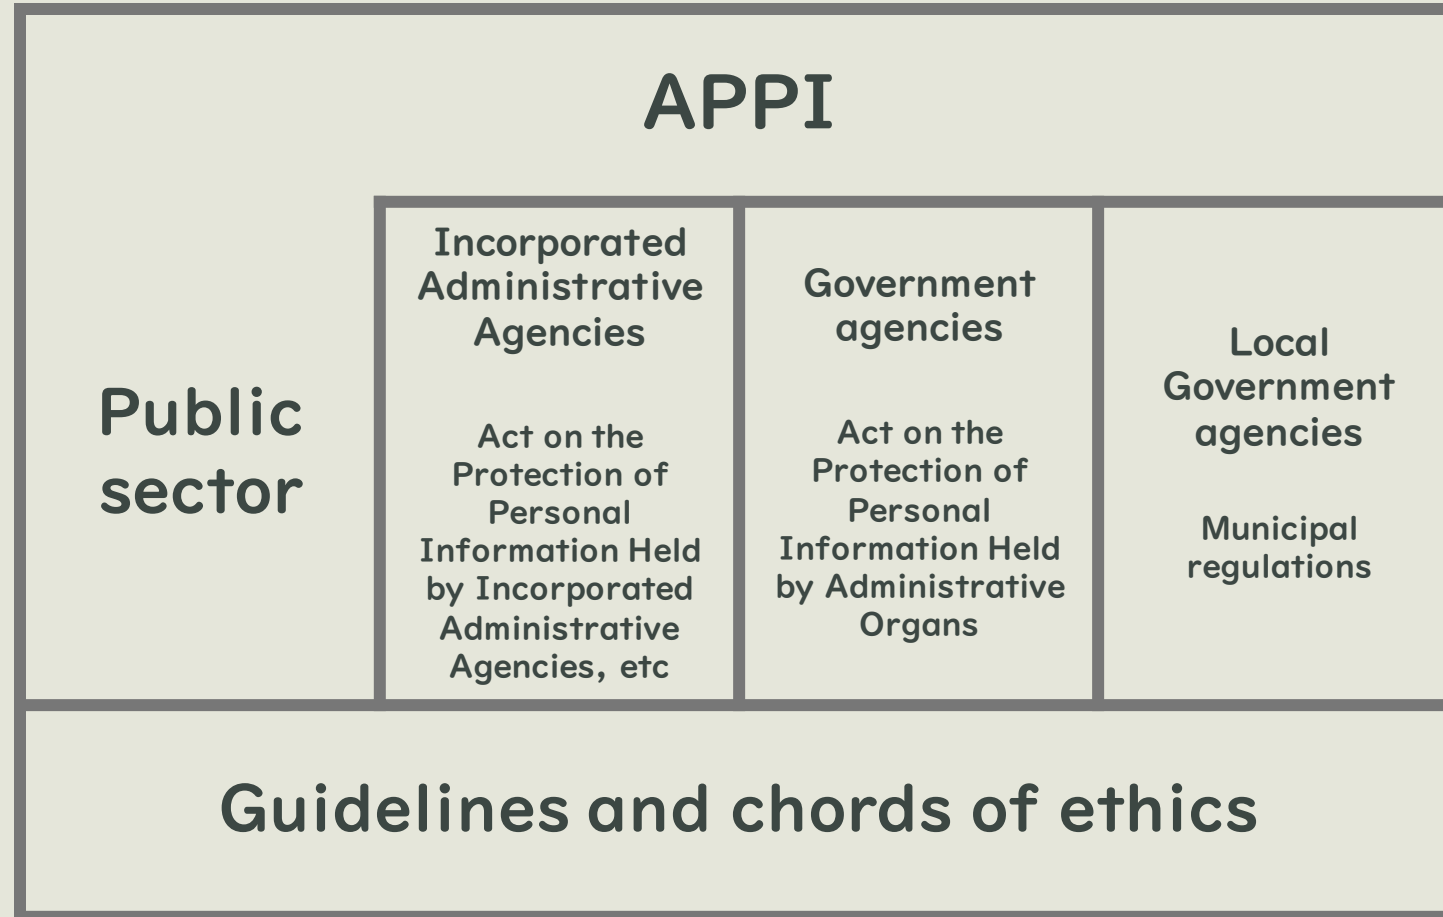 APPI
Public
sector
Incorporated
Administrative
Agencies
Act on the
Protection of
Personal
Information Held
by Incorporated
Administrative
Agencies, etc
Government
agencies
Act on the
Protection of
Personal
Information Held
by Administrative
Organs
Local
Government
agencies
Municipal
regulations
Guidelines and chords of ethics